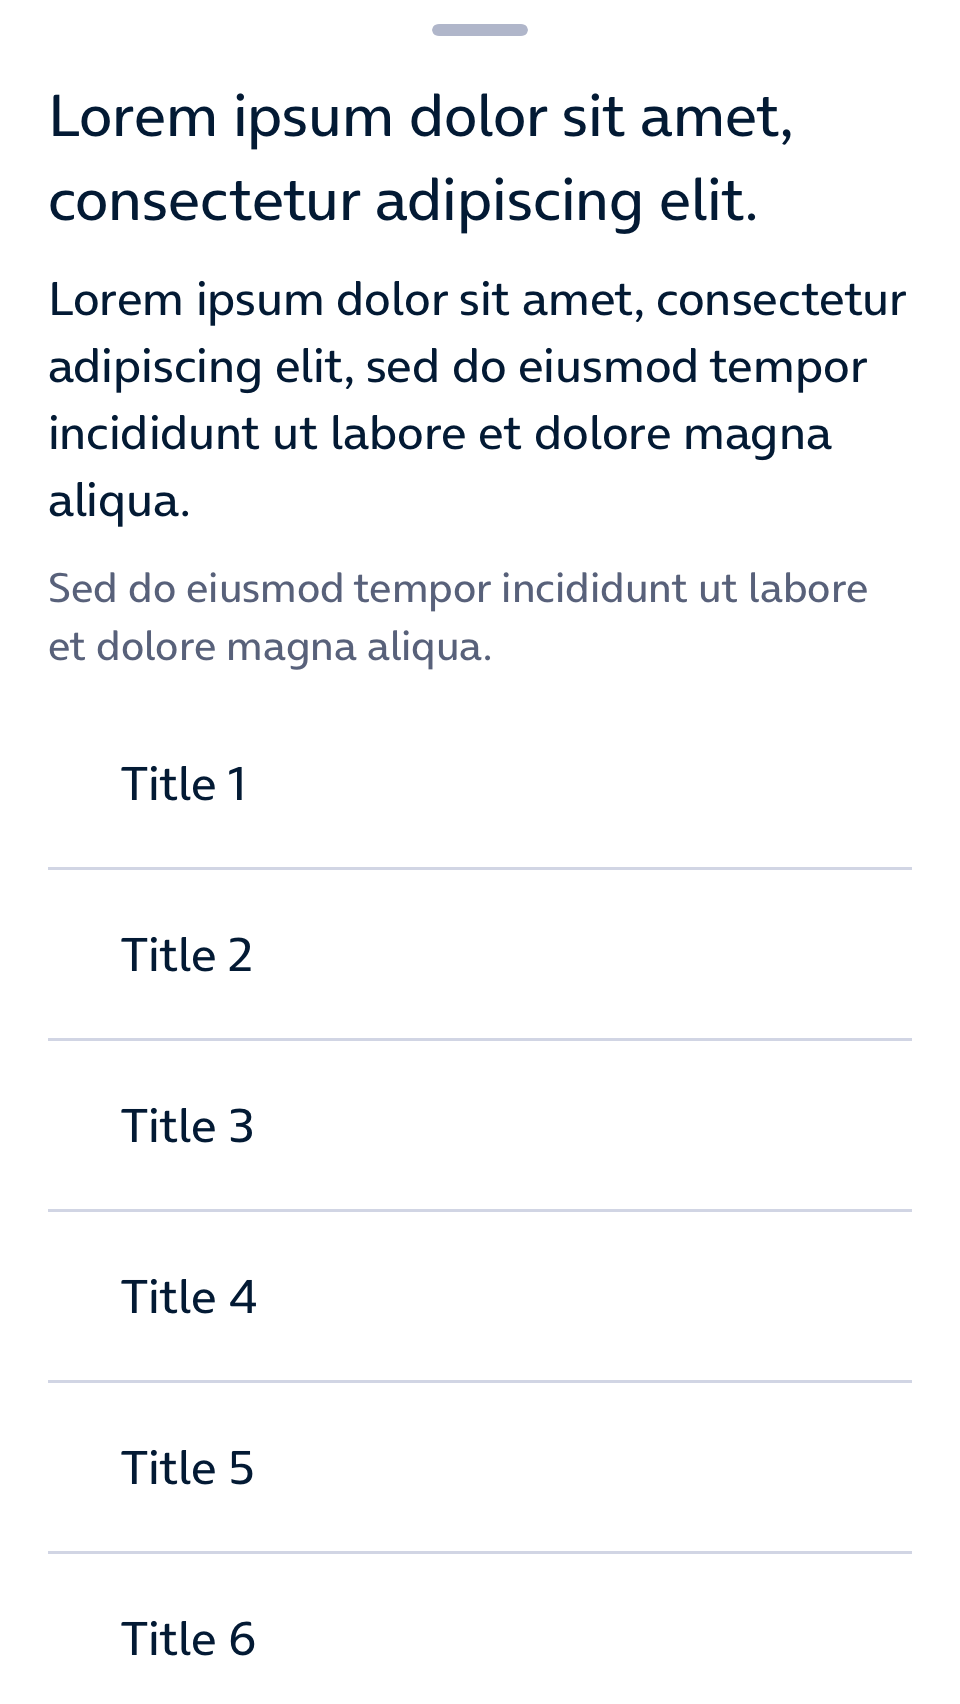 Lorem ipsum dolor sit amet,
consectetur adipiscing elit.
Lorem ipsum dolor sit amet, consectetur
adipiscing elit, sed do eiusmod tempor
incididunt ut labore et dolore magna
aliqua.
Sed do eiusmod tempor incididunt ut labore
et dolore magna aliqua.
Title 1
Title 2
Title 3
Title 4
Title 5
Title 6